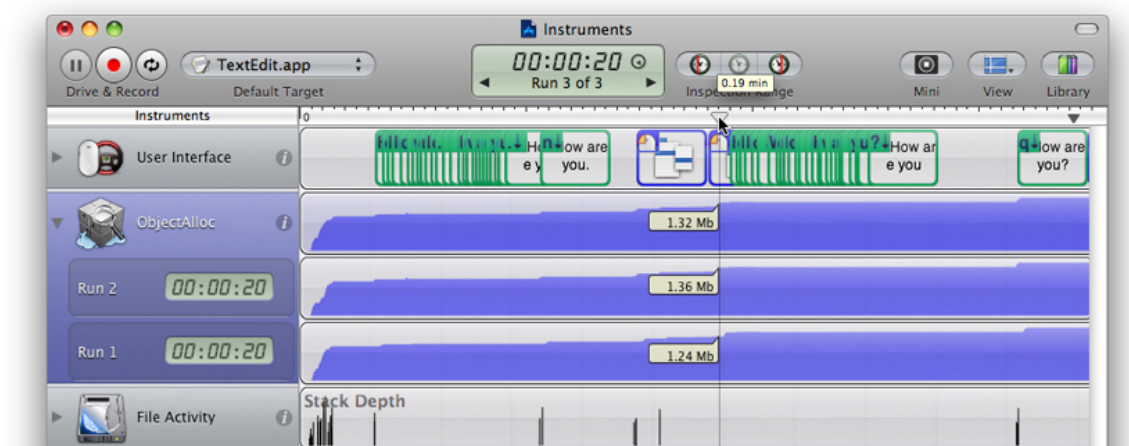 Instruments
TextEdit.app
00:00:20
Run 3 of 3
0.19 min
Drive & Record
Default Target
Inspection Range
Mini
View
Library
Instruments
0
User Interface
How are
you.
How ar
e you
How are
you?
ObjectAlloc
1.32 Mb
Run 2
00:00:20
1.36 Mb
Run 1
00:00:20
1.24 Mb
File Activity
Stack Depth